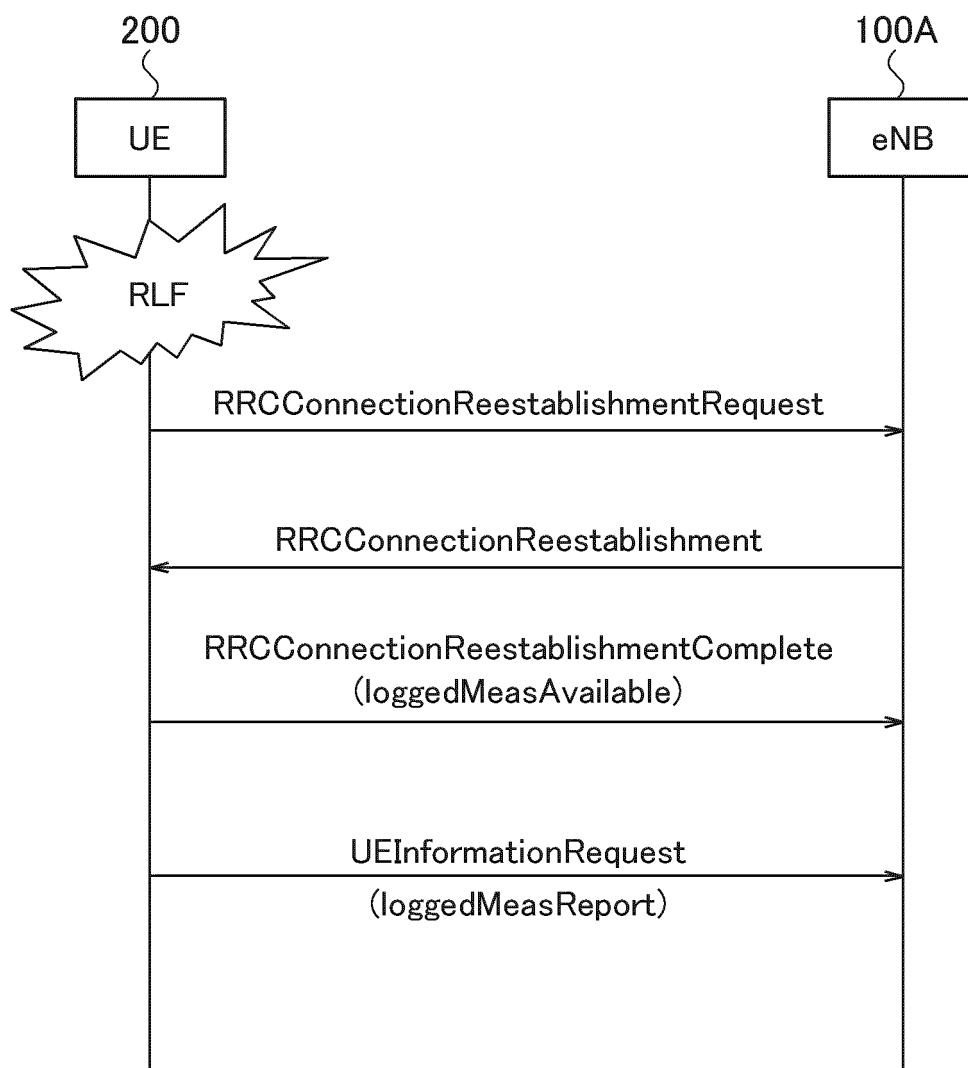 200
100A
UE
eNB
RLF
RRCConnectionReestablishmentRequest
RRCConnectionReestablishment
RRCConnectionReestablishmentComplete
(loggedMeasAvailable)
UEInformationRequest
(loggedMeasReport)